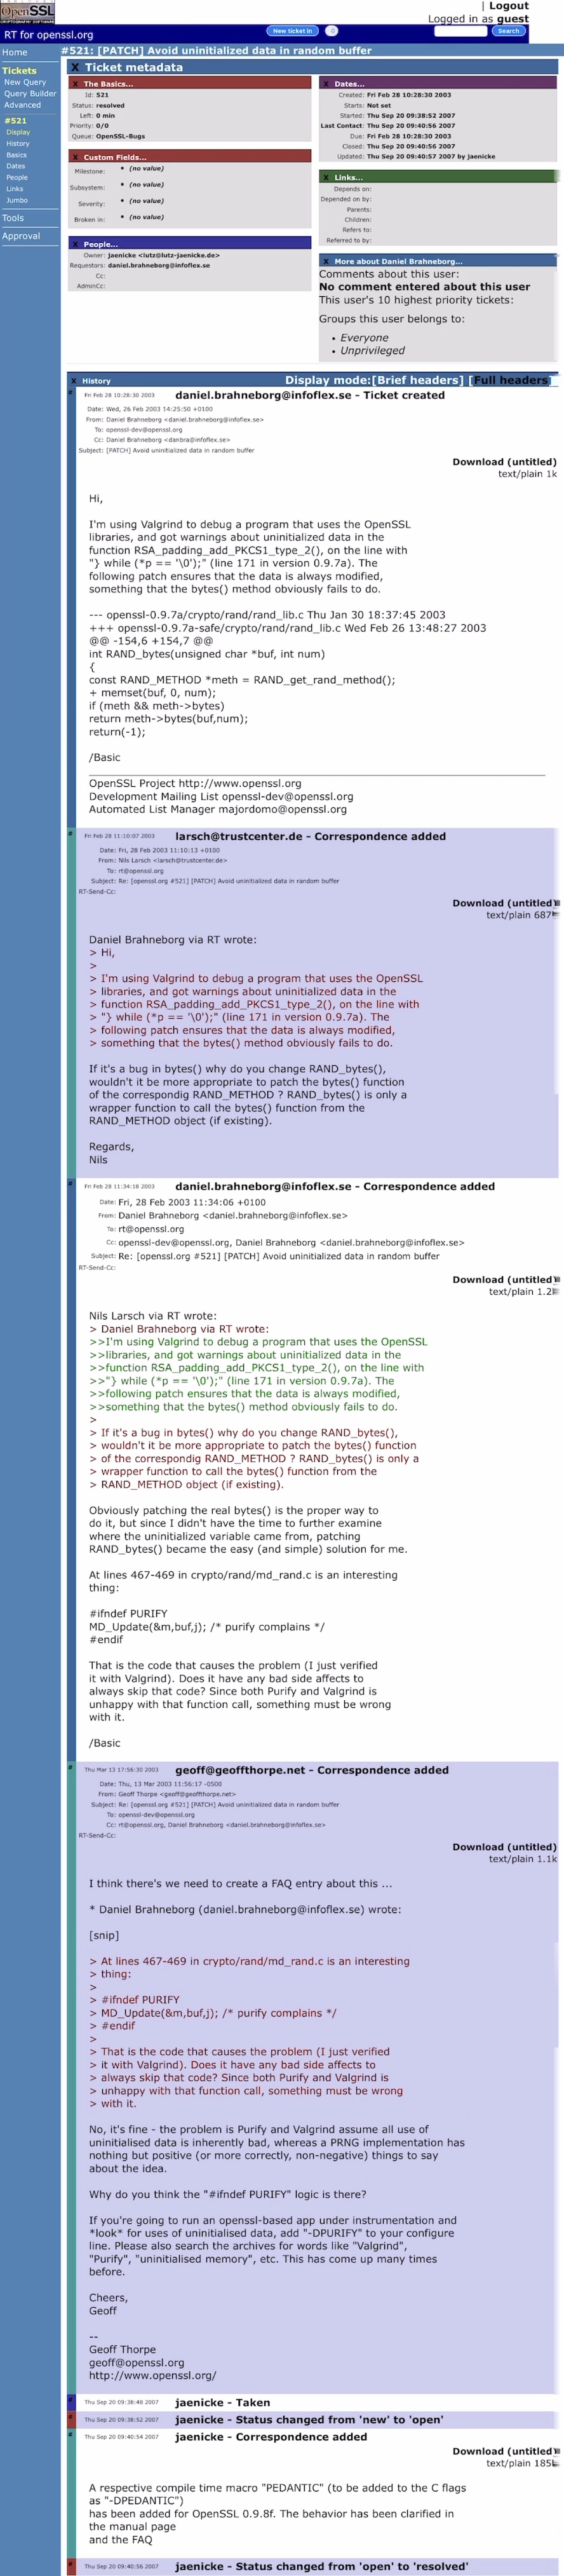 OpenSSL
CRYPTOGRAPHY SOFTWARE
| Logout
Logged in as guest
RT for openssl.org
New ticket in
Search
Home
Tickets
New Query
Query Builder
Advanced
#521
Display
History
Basics
Dates
People
Links
Jumbo
Tools
Approval
#521: [PATCH] Avoid uninitialized data in random buffer
X Ticket metadata
X The Basics...
Id: 521
Status: resolved
Left: 0 min
Priority: 0/0
Queue: OpenSSL-Bugs
X Custom Fields...
Milestone: • (no value)
Subsystem: • (no value)
Severity: • (no value)
Broken in: • (no value)
X People...
Owner: jaenicke <lutz@lutz-jaenicke.de>
Requestors: daniel.brahneborg@infoflex.se
Cc:
AdminCc:
X Dates...
Created: Fri Feb 28 10:28:30 2003
Starts: Not set
Started: Thu Sep 20 09:38:52 2007
Last Contact: Thu Sep 20 09:40:56 2007
Due: Fri Feb 28 10:28:30 2003
Closed: Thu Sep 20 09:40:56 2007
Updated: Thu Sep 20 09:40:57 2007 by jaenicke
X Links...
Depends on:
Depended on by:
Parents:
Children:
Refers to:
Referred to by:
X More about Daniel Brahneborg...
Comments about this user:
No comment entered about this user
This user's 10 highest priority tickets:
Groups this user belongs to:
• Everyone
• Unprivileged
X History
Display mode:[Brief headers] [Full headers]
# Fri Feb 28 10:28:30 2003 daniel.brahneborg@infoflex.se - Ticket created
Date: Wed, 26 Feb 2003 14:25:50 +0100
From: Daniel Brahneborg <daniel.brahneborg@infoflex.se>
To: openssl-dev@openssl.org
Cc: Daniel Brahneborg <danbra@infoflex.se>
Subject: [PATCH] Avoid uninitialized data in random buffer
Download (untitled)
text/plain 1k
Hi,
I'm using Valgrind to debug a program that uses the OpenSSL
libraries, and got warnings about uninitialized data in the
function RSA_padding_add_PKCS1_type_2(), on the line with
"} while (*p == '\0');" (line 171 in version 0.9.7a). The
following patch ensures that the data is always modified,
something that the bytes() method obviously fails to do.
--- openssl-0.9.7a/crypto/rand/rand_lib.c Thu Jan 30 18:37:45 2003
+++ openssl-0.9.7a-safe/crypto/rand/rand_lib.c Wed Feb 26 13:48:27 2003
@@ -154,6 +154,7 @@
int RAND_bytes(unsigned char *buf, int num)
{
const RAND_METHOD *meth = RAND_get_rand_method();
+ memset(buf, 0, num);
if (meth && meth->bytes)
return meth->bytes(buf,num);
return(-1);
/Basic
OpenSSL Project http://www.openssl.org
Development Mailing List openssl-dev@openssl.org
Automated List Manager majordomo@openssl.org
# Fri Feb 28 11:10:07 2003 larsch@trustcenter.de - Correspondence added
Date: Fri, 28 Feb 2003 11:10:13 +0100
From: Nils Larsch <larsch@trustcenter.de>
To: rt@openssl.org
Subject: Re: [openssl.org #521] [PATCH] Avoid uninitialized data in random buffer
RT-Send-Cc:
Download (untitled)
text/plain 687
Daniel Brahneborg via RT wrote:
> Hi,
>
> I'm using Valgrind to debug a program that uses the OpenSSL
> libraries, and got warnings about uninitialized data in the
> function RSA_padding_add_PKCS1_type_2(), on the line with
> "} while (*p == '\0');" (line 171 in version 0.9.7a). The
> following patch ensures that the data is always modified,
> something that the bytes() method obviously fails to do.
If it's a bug in bytes() why do you change RAND_bytes(),
wouldn't it be more appropriate to patch the bytes() function
of the correspondig RAND_METHOD ? RAND_bytes() is only a
wrapper function to call the bytes() function from the
RAND_METHOD object (if existing).
Regards,
Nils
# Fri Feb 28 11:34:18 2003 daniel.brahneborg@infoflex.se - Correspondence added
Date: Fri, 28 Feb 2003 11:34:06 +0100
From: Daniel Brahneborg <daniel.brahneborg@infoflex.se>
To: rt@openssl.org
Cc: openssl-dev@openssl.org, Daniel Brahneborg <daniel.brahneborg@infoflex.se>
Subject: Re: [openssl.org #521] [PATCH] Avoid uninitialized data in random buffer
RT-Send-Cc:
Download (untitled)
text/plain 1.2
Nils Larsch via RT wrote:
> Daniel Brahneborg via RT wrote:
>>I'm using Valgrind to debug a program that uses the OpenSSL
>>libraries, and got warnings about uninitialized data in the
>>function RSA_padding_add_PKCS1_type_2(), on the line with
>>"} while (*p == '\0');" (line 171 in version 0.9.7a). The
>>following patch ensures that the data is always modified,
>>something that the bytes() method obviously fails to do.
>
> If it's a bug in bytes() why do you change RAND_bytes(),
> wouldn't it be more appropriate to patch the bytes() function
> of the correspondig RAND_METHOD ? RAND_bytes() is only a
> wrapper function to call the bytes() function from the
> RAND_METHOD object (if existing).
Obviously patching the real bytes() is the proper way to
do it, but since I didn't have the time to further examine
where the uninitialized variable came from, patching
RAND_bytes() became the easy (and simple) solution for me.
At lines 467-469 in crypto/rand/md_rand.c is an interesting
thing:
#ifndef PURIFY
MD_Update(&m,buf,j); /* purify complains */
#endif
That is the code that causes the problem (I just verified
it with Valgrind). Does it have any bad side affects to
always skip that code? Since both Purify and Valgrind is
unhappy with that function call, something must be wrong
with it.
/Basic
# Thu Mar 13 17:56:30 2003 geoff@geoffthorpe.net - Correspondence added
Date: Thu, 13 Mar 2003 11:56:17 -0500
From: Geoff Thorpe <geoff@geoffthorpe.net>
Subject: Re: [openssl.org #521] [PATCH] Avoid uninitialized data in random buffer
To: openssl-dev@openssl.org
Cc: rt@openssl.org, Daniel Brahneborg <daniel.brahneborg@infoflex.se>
RT-Send-Cc:
Download (untitled)
text/plain 1.1k
I think there's we need to create a FAQ entry about this ...
* Daniel Brahneborg (daniel.brahneborg@infoflex.se) wrote:
[snip]
> At lines 467-469 in crypto/rand/md_rand.c is an interesting
> thing:
>
> #ifndef PURIFY
> MD_Update(&m,buf,j); /* purify complains */
> #endif
>
> That is the code that causes the problem (I just verified
> it with Valgrind). Does it have any bad side affects to
> always skip that code? Since both Purify and Valgrind is
> unhappy with that function call, something must be wrong
> with it.
No, it's fine - the problem is Purify and Valgrind assume all use of
uninitialised data is inherently bad, whereas a PRNG implementation has
nothing but positive (or more correctly, non-negative) things to say
about the idea.
Why do you think the "#ifndef PURIFY" logic is there?
If you're going to run an openssl-based app under instrumentation and
*look* for uses of uninitialised data, add "-DPURIFY" to your configure
line. Please also search the archives for words like "Valgrind",
"Purify", "uninitialised memory", etc. This has come up many times
before.
Cheers,
Geoff
--
Geoff Thorpe
geoff@openssl.org
http://www.openssl.org/
# Thu Sep 20 09:38:48 2007 jaenicke - Taken
# Thu Sep 20 09:38:52 2007 jaenicke - Status changed from 'new' to 'open'
# Thu Sep 20 09:40:54 2007 jaenicke - Correspondence added
Download (untitled)
text/plain 185
A respective compile time macro "PEDANTIC" (to be added to the C flags
as "-DPEDANTIC")
has been added for OpenSSL 0.9.8f. The behavior has been clarified in
the manual page
and the FAQ
# Thu Sep 20 09:40:56 2007 jaenicke - Status changed from 'open' to 'resolved'